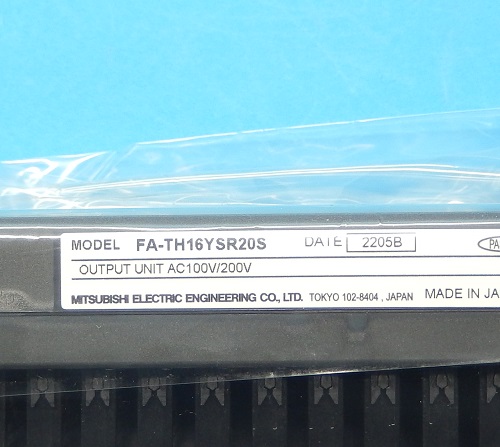 MODEL FA-TH16YSR20S DATE 2205B PA
OUTPUT UNIT AC100V/200V
MITSUBISHI ELECTRIC ENGINEERING CO., LTD. TOKYO 102-8404 , JAPAN MADE IN JA